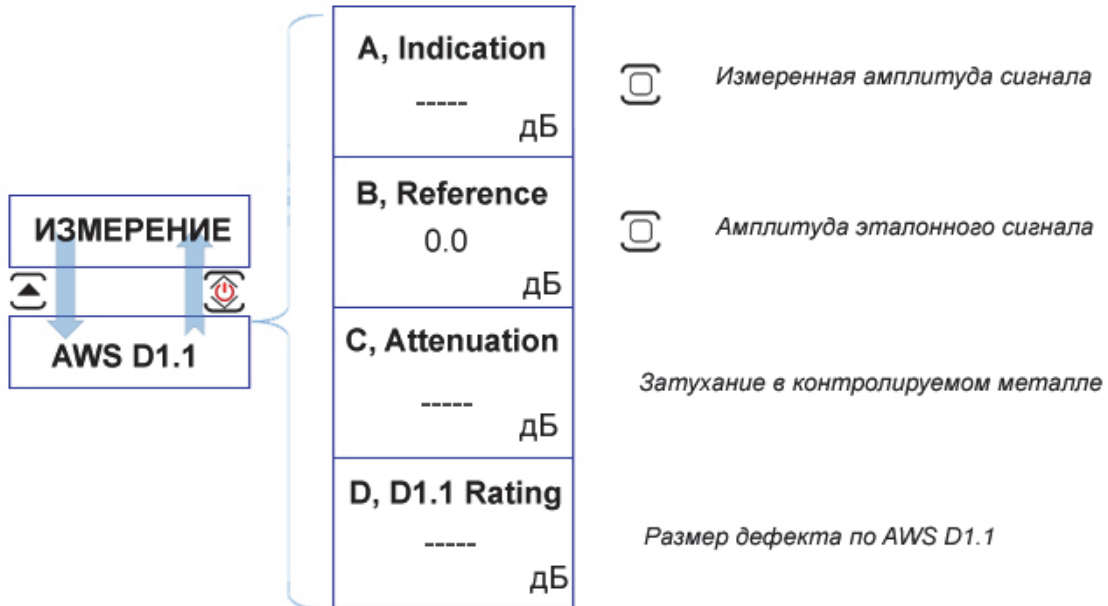 A, Indication
-----
дБ
Измеренная амплитуда сигнала
B, Reference
0.0
дБ
Амплитуда эталонного сигнала
ИЗМЕРЕНИЕ
AWS D1.1
C, Attenuation
-----
дБ
Затухание в контролируемом металле
D, D1.1 Rating
-----
дБ
Размер дефекта по AWS D1.1